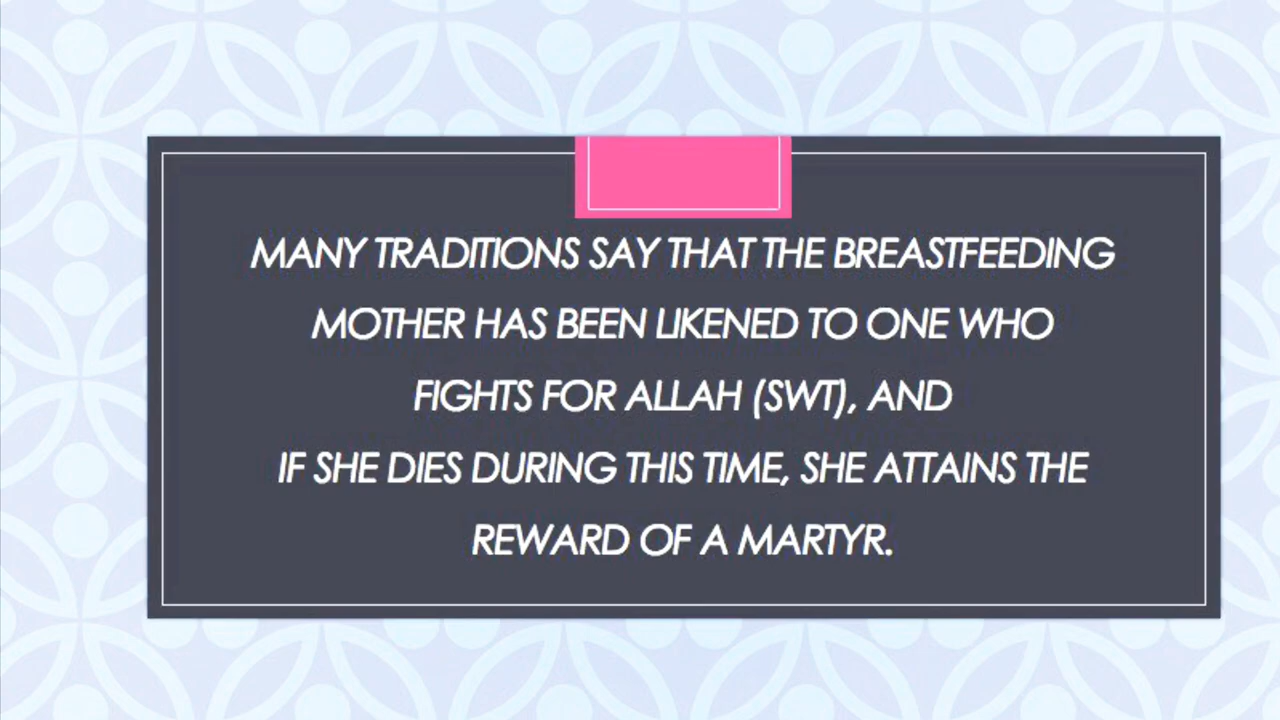 MANY TRADITIONS SAY THAT THE BREASTFEEDING
MOTHER HAS BEEN LIKENED TO ONE WHO
FIGHTS FOR ALLAH (SWT), AND
IF SHE DIES DURING THIS TIME, SHE ATTAINS THE
REWARD OF A MARTYR.